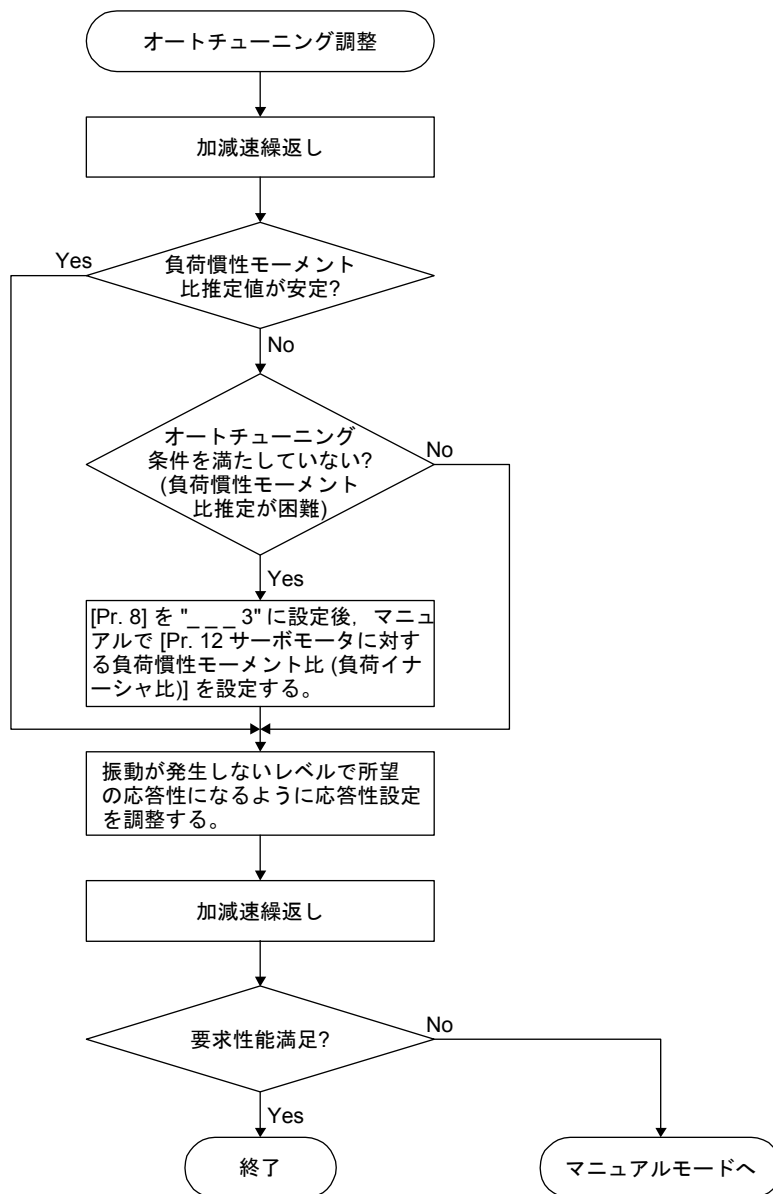 オートチューニング調整
加減速繰返し
負荷慣性モーメント
比推定値が安定?
Yes
No
オートチューニング
条件を満たしていない?
(負荷慣性モーメント
比推定が困難)
No
Yes
[Pr. 8] を "_ _ _ 3" に設定後，マニュ
アルで [Pr. 12 サーボモータに対す
る負荷慣性モーメント比 (負荷イナ
ーシャ比)] を設定する。
振動が発生しないレベルで所望
の応答性になるように応答性設定
を調整する。
加減速繰返し
要求性能満足?
No
Yes
終了
マニュアルモードへ